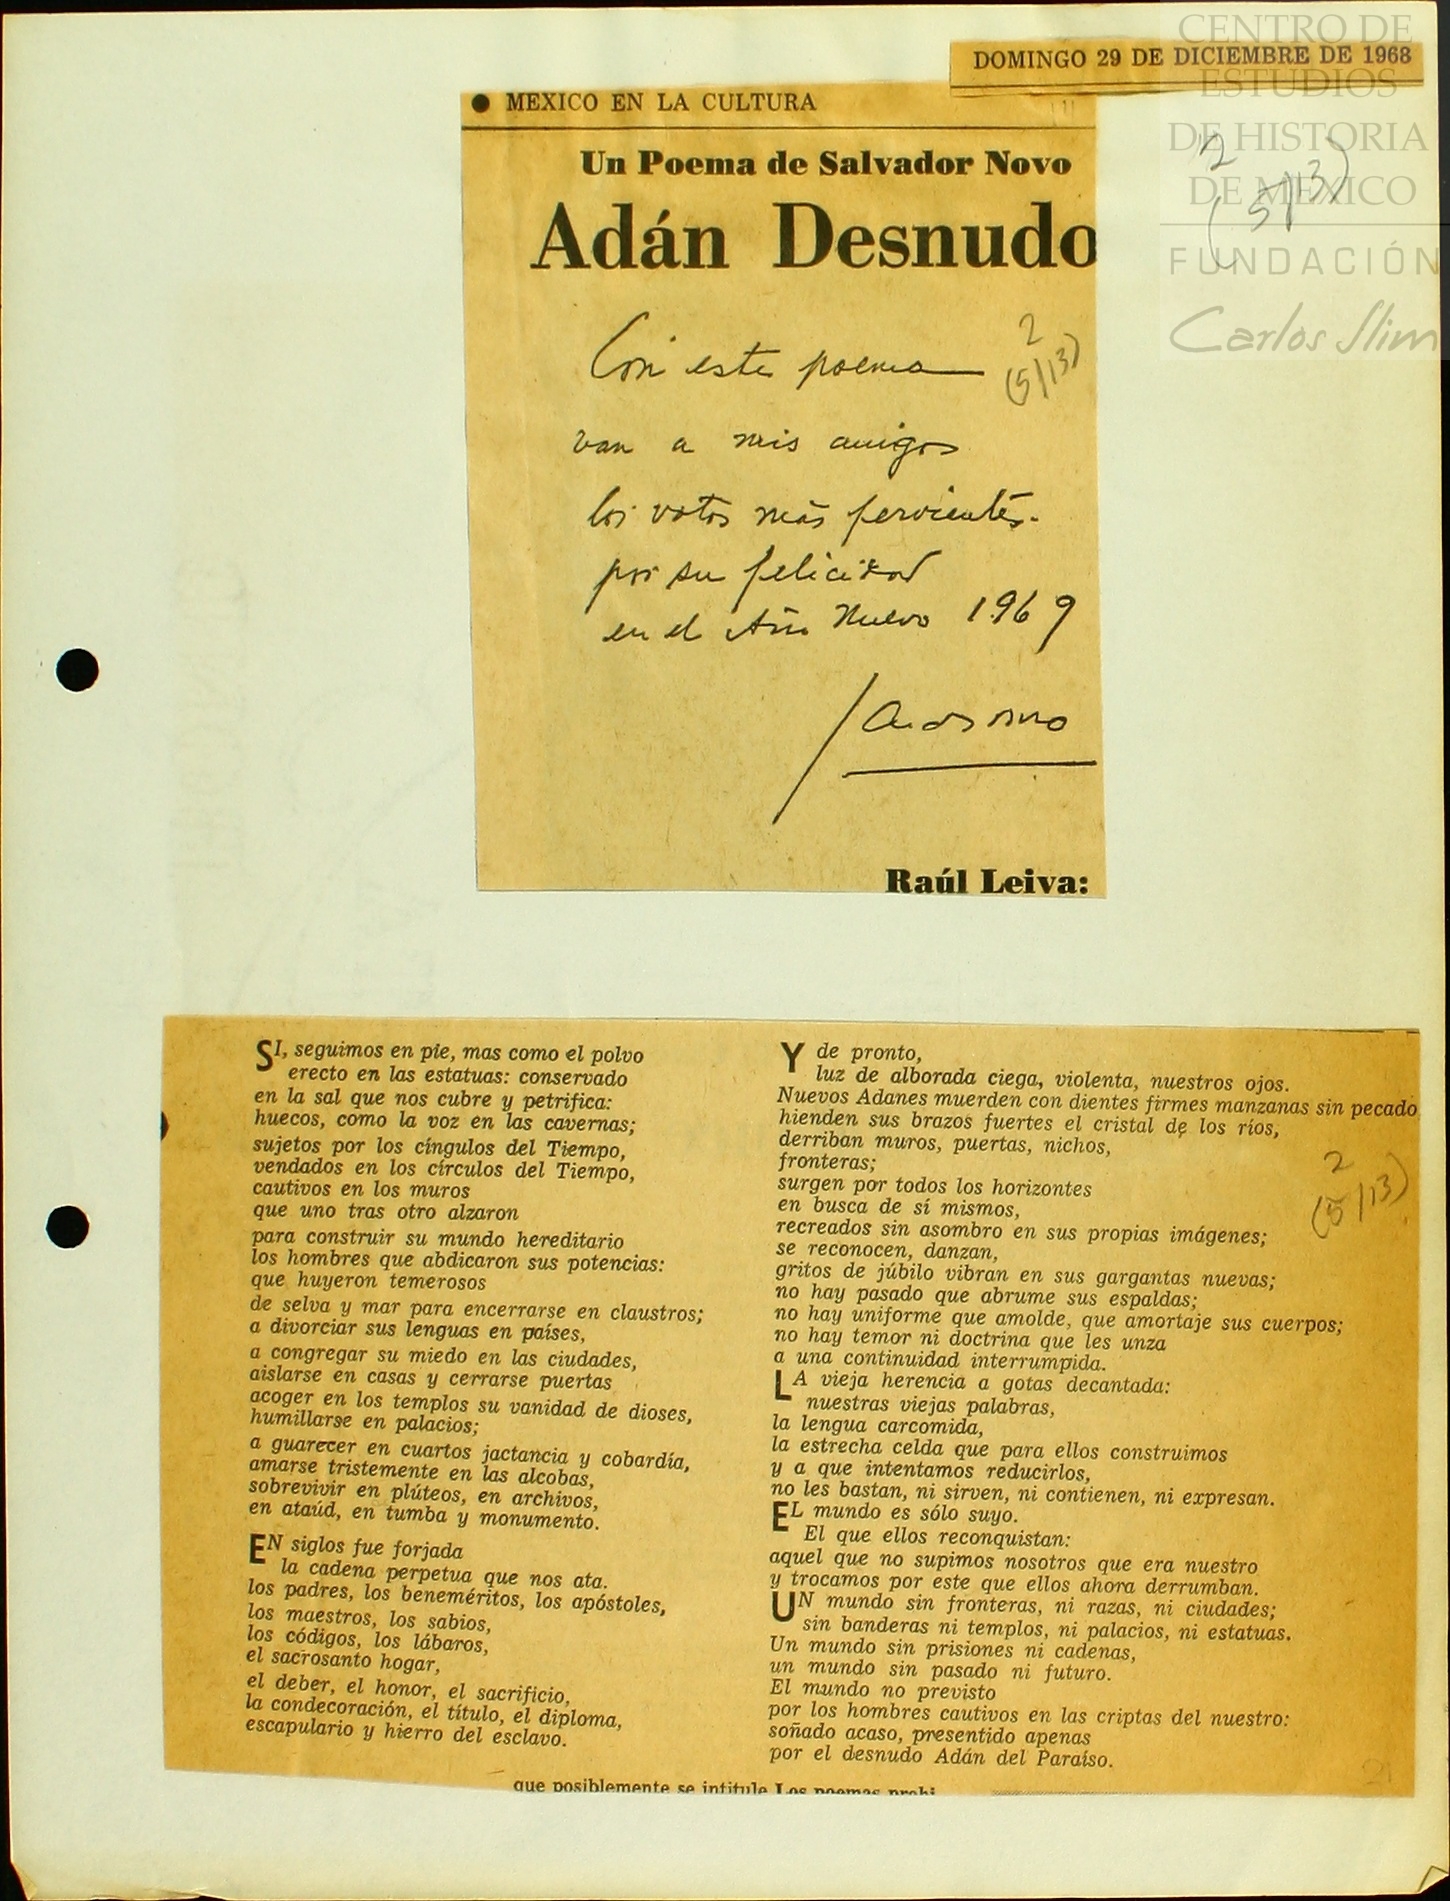 CENTRO DE
ESTUDIOS
DE HISTORIA
DE MEXICO
FUNDACIÓN
Carlos Slim
DOMINGO 29 DE DICIEMBRE DE 1968
2
(5/13)
● MEXICO EN LA CULTURA
Un Poema de Salvador Novo
Adán Desnudo
2
(5/13)
Con este poema
van a mis amigos
los votos más fervientes
por su felicidad
en el Año Nuevo 1969
Raúl Leiva:
SI, seguimos en pie, mas como el polvo
erecto en las estatuas: conservado
en la sal que nos cubre y petrifica:
huecos, como la voz en las cavernas;
sujetos por los cíngulos del Tiempo,
vendados en los círculos del Tiempo,
cautivos en los muros
que uno tras otro alzaron
para construir su mundo hereditario
los hombres que abdicaron sus potencias:
que huyeron temerosos
de selva y mar para encerrarse en claustros;
a divorciar sus lenguas en países,
a congregar su miedo en las ciudades,
aislarse en casas y cerrarse puertas
acoger en los templos su vanidad de dioses,
humillarse en palacios;
a guarecer en cuartos jactancia y cobardía,
amarse tristemente en las alcobas,
sobrevivir en plúteos, en archivos,
en ataúd, en tumba y monumento.
EN siglos fue forjada
la cadena perpetua que nos ata.
los padres, los beneméritos, los apóstoles,
los maestros, los sabios,
los códigos, los lábaros,
el sacrosanto hogar,
el deber, el honor, el sacrificio,
la condecoración, el título, el diploma,
escapulario y hierro del esclavo.
Y de pronto,
luz de alborada ciega, violenta, nuestros ojos.
Nuevos Adanes muerden con dientes firmes manzanas sin pecado
hienden sus brazos fuertes el cristal de los ríos,
derriban muros, puertas, nichos,
fronteras;
surgen por todos los horizontes
en busca de sí mismos,
recreados sin asombro en sus propias imágenes;
se reconocen, danzan,
gritos de júbilo vibran en sus gargantas nuevas;
no hay pasado que abrume sus espaldas;
no hay uniforme que amolde, que amortaje sus cuerpos;
no hay temor ni doctrina que les unza
a una continuidad interrumpida.
LA vieja herencia a gotas decantada:
nuestras viejas palabras,
la lengua carcomida,
la estrecha celda que para ellos construimos
y a que intentamos reducirlos,
no les bastan, ni sirven, ni contienen, ni expresan.
EL mundo es sólo suyo.
El que ellos reconquistan:
aquel que no supimos nosotros que era nuestro
y trocamos por este que ellos ahora derrumban.
UN mundo sin fronteras, ni razas, ni ciudades;
sin banderas ni templos, ni palacios, ni estatuas.
Un mundo sin prisiones ni cadenas,
un mundo sin pasado ni futuro.
El mundo no previsto
por los hombres cautivos en las criptas del nuestro:
soñado acaso, presentido apenas
por el desnudo Adán del Paraíso.
2
(5/13)
21
que posiblemente se intitule Los poemas prohi